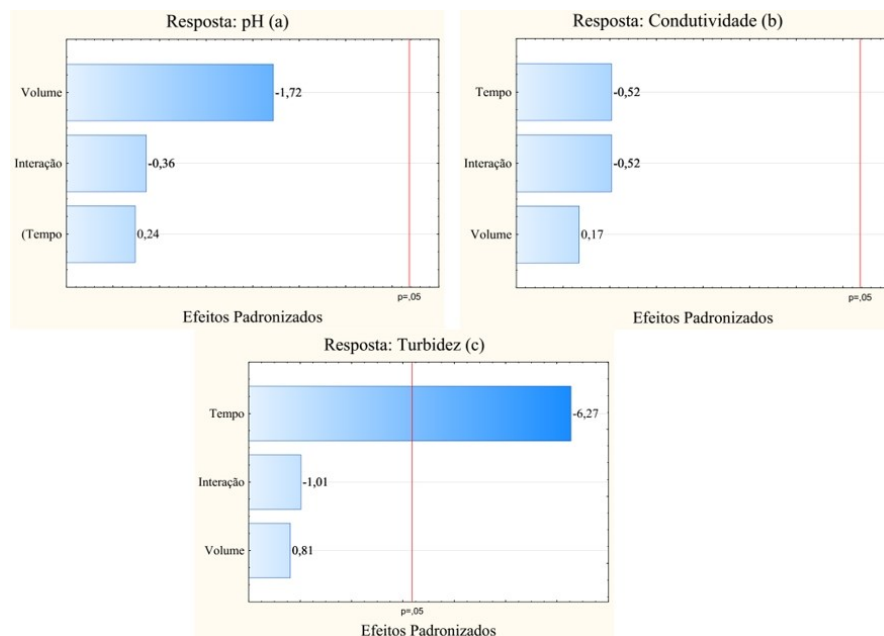 Resposta: pH (a)
Volume
-1,72
Interação
-0,36
(Tempo
0,24
p=,05
Efeitos Padronizados
Resposta: Condutividade (b)
Tempo
-0,52
Interação
-0,52
Volume
0,17
p=,05
Efeitos Padronizados
Resposta: Turbidez (c)
Tempo
-6,27
Interação
-1,01
Volume
0,81
p=,05
Efeitos Padronizados